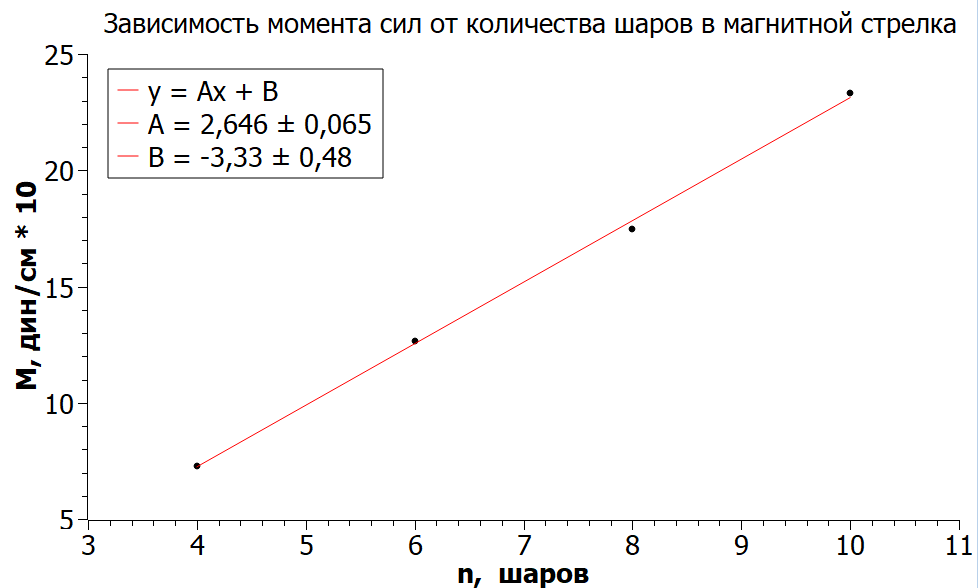 Зависимость момента сил от количества шаров в магнитной стрелка
y = Ax + B
A = 2,646 ± 0,065
B = -3,33 ± 0,48
M, дин/см * 10
25
20
15
10
5
3 4 5 6 7 8 9 10 11
n, шаров